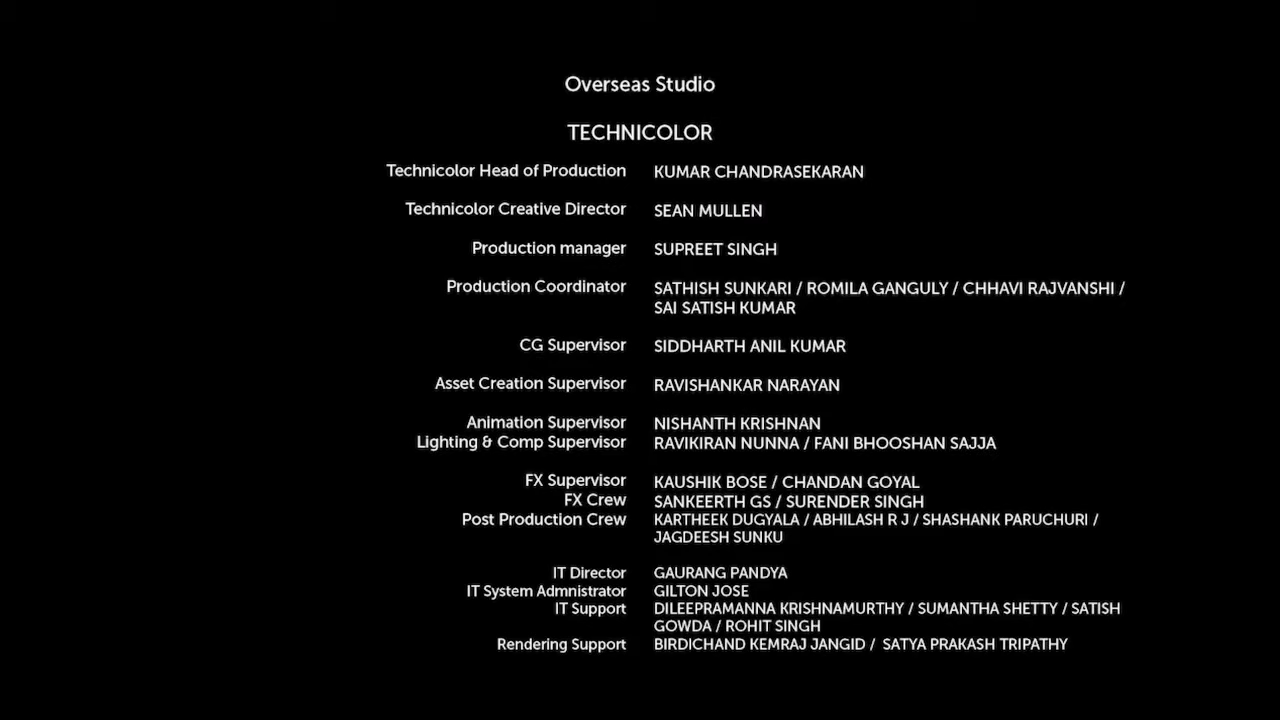 Overseas Studio
TECHNICOLOR
Technicolor Head of Production KUMAR CHANDRASEKARAN
Technicolor Creative Director SEAN MULLEN
Production manager SUPREET SINGH
Production Coordinator SATHISH SUNKARI / ROMILA GANGULY / CHHAVI RAJVANSHI /
SAI SATISH KUMAR
CG Supervisor SIDDHARTH ANIL KUMAR
Asset Creation Supervisor RAVISHANKAR NARAYAN
Animation Supervisor NISHANTH KRISHNAN
Lighting & Comp Supervisor RAVIKIRAN NUNNA / FANI BHOOSHAN SAJJA
FX Supervisor KAUSHIK BOSE / CHANDAN GOYAL
FX Crew SANKEERTH GS / SURENDER SINGH
Post Production Crew KARTHEEK DUGYALA / ABHILASH R J / SHASHANK PARUCHURI /
JAGDEESH SUNKU
IT Director GAURANG PANDYA
IT System Admnistrator GILTON JOSE
IT Support DILEEPRAMANNA KRISHNAMURTHY / SUMANTHA SHETTY / SATISH
GOWDA / ROHIT SINGH
Rendering Support BIRDICHAND KEMRAJ JANGID / SATYA PRAKASH TRIPATHY